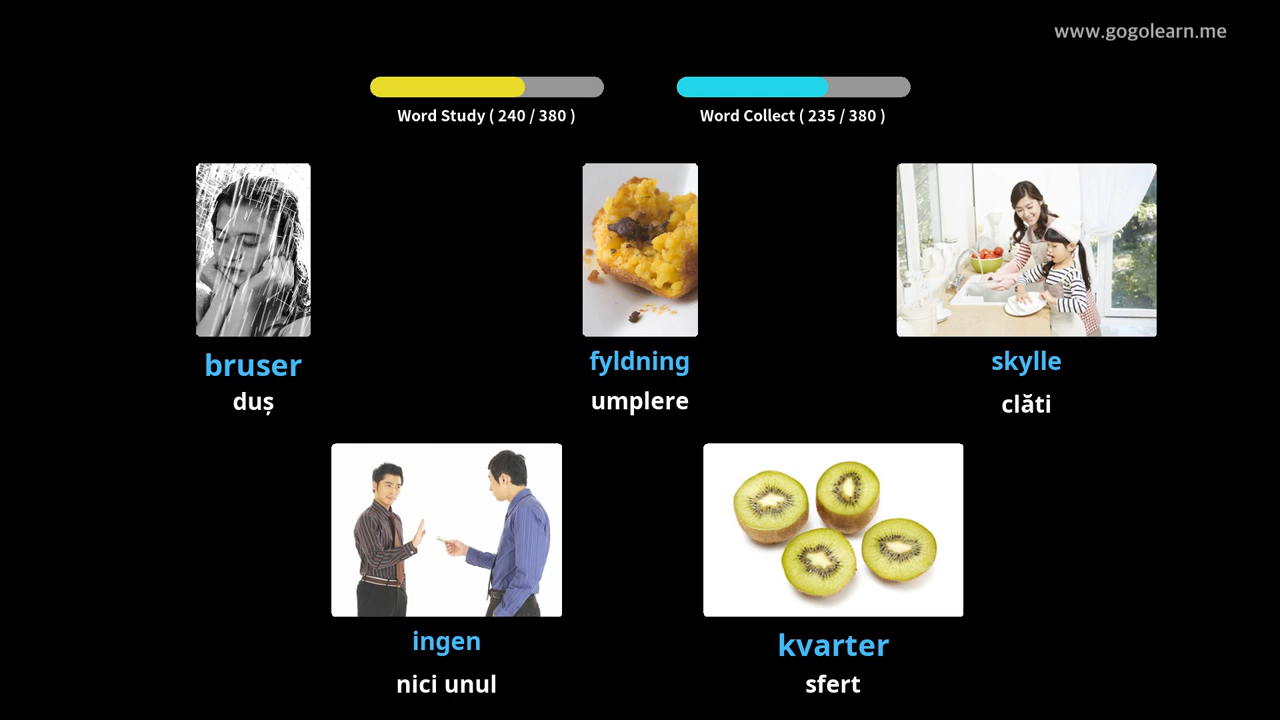 www.gogolearn.me
Word Study ( 240 / 380 )
Word Collect ( 235 / 380 )
bruser
duș
fyldning
umplere
skylle
clăti
ingen
nici unul
kvarter
sfert